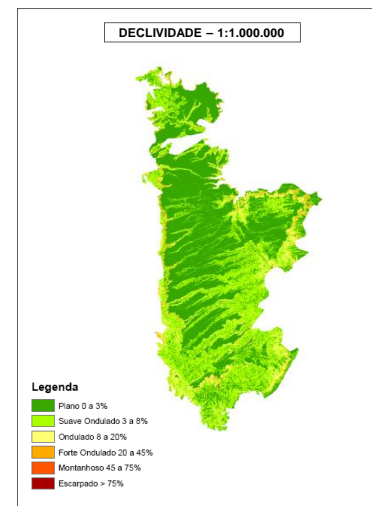 DECLIVIDADE – 1:1.000.000
Legenda
Plano 0 a 3%
Suave Ondulado 3 a 8%
Ondulado 8 a 20%
Forte Ondulado 20 a 45%
Montanhoso 45 a 75%
Escarpado > 75%